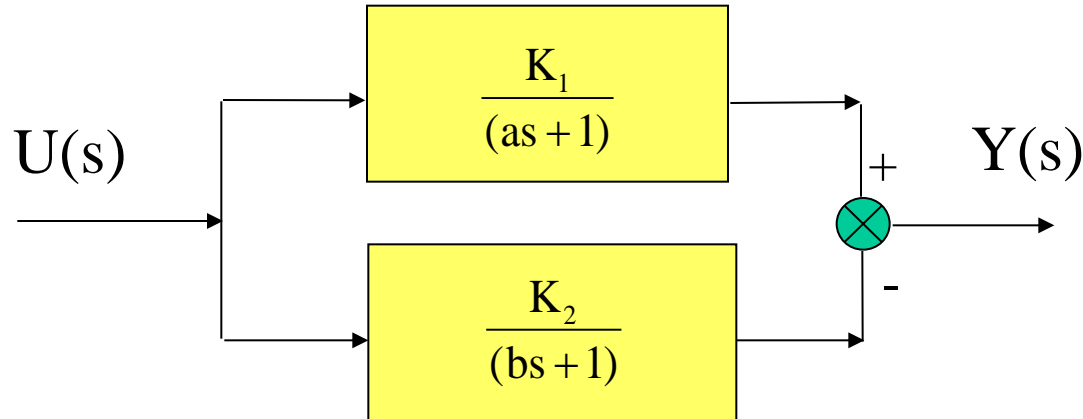 K₁
(as + 1)
U(s)
Y(s)
+
-
K₂
(bs + 1)